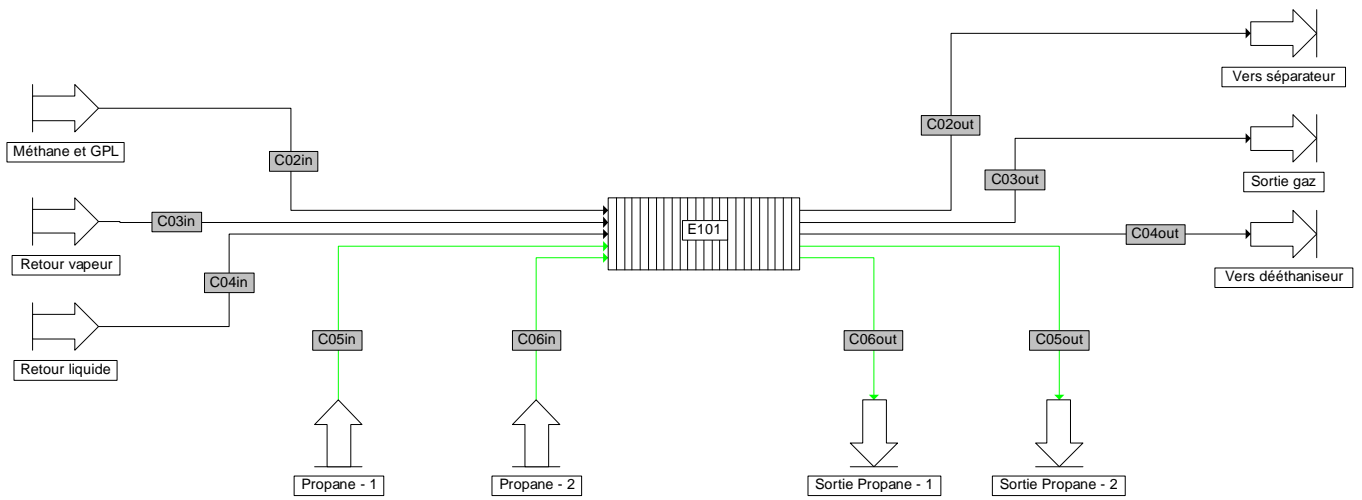 Vers séparateur
C02out
Méthane et GPL
C02in
C03out
Sortie gaz
C03in
E101
C04out
Retour vapeur
C04in
Vers dééthaniseur
C05in
C06in
C06out
C05out
Retour liquide
Propane - 1
Propane - 2
Sortie Propane - 1
Sortie Propane - 2